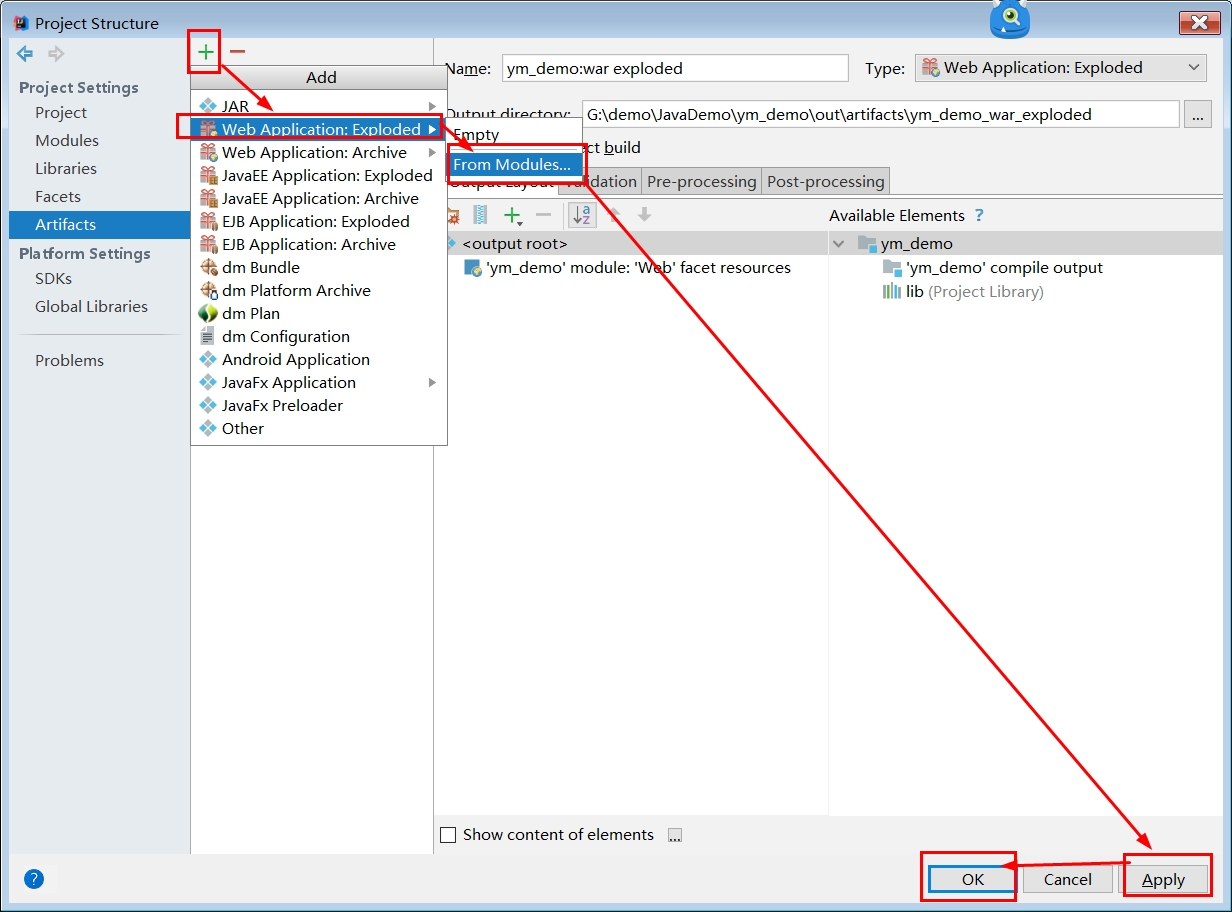 Project Structure
Project Settings
Project
Modules
Libraries
Facets
Artifacts
Platform Settings
SDKs
Global Libraries
Problems
Add
JAR
Web Application: Exploded
Web Application: Archive
JavaEE Application: Exploded
JavaEE Application: Archive
EJB Application: Exploded
EJB Application: Archive
dm Bundle
dm Platform Archive
dm Plan
dm Configuration
Android Application
JavaFx Application
JavaFx Preloader
Other
Empty
From Modules...
Name: ym_demo:war exploded Type: Web Application: Exploded
Output directory: G:\demo\JavaDemo\ym_demo\out\artifacts\ym_demo_war_exploded ...
build
Output Layout Validation Pre-processing Post-processing
Available Elements ?
<output root> ym_demo
'ym_demo' module: 'Web' facet resources 'ym_demo' compile output
lib (Project Library)
Show content of elements ...
? OK Cancel Apply